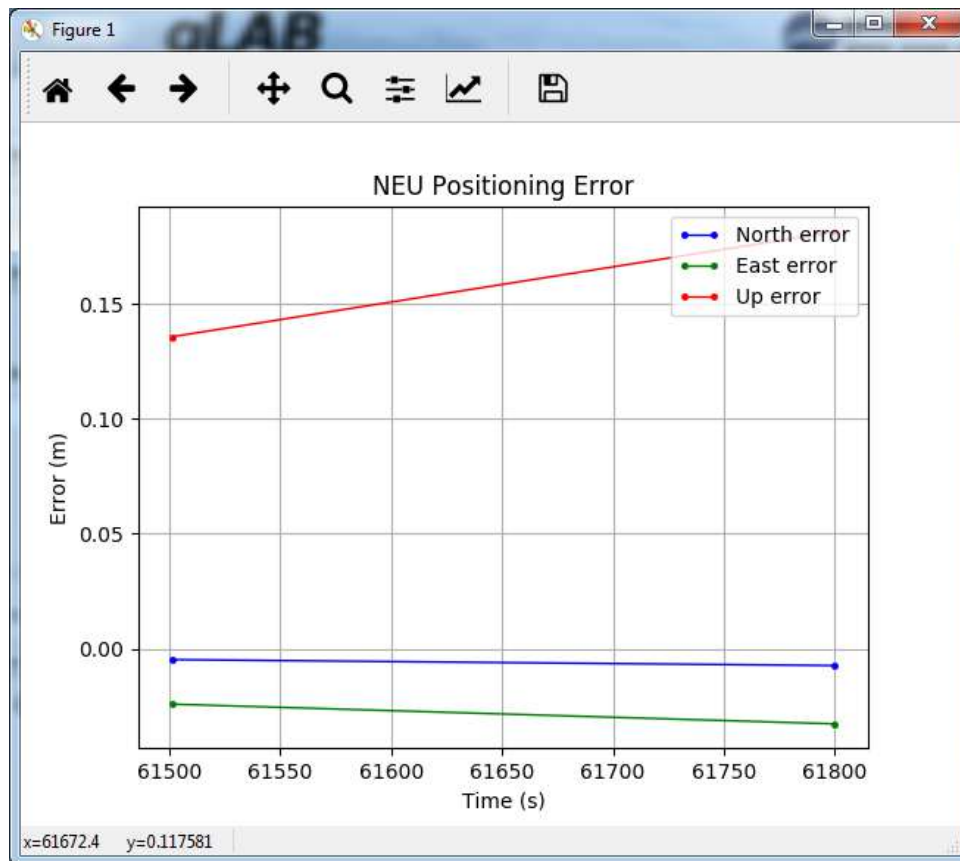 Figure 1
gLAB
NEU Positioning Error
North error
East error
Up error
0.15
0.10
0.05
0.00
Error (m)
61500 61550 61600 61650 61700 61750 61800
Time (s)
x=61672.4 y=0.117581